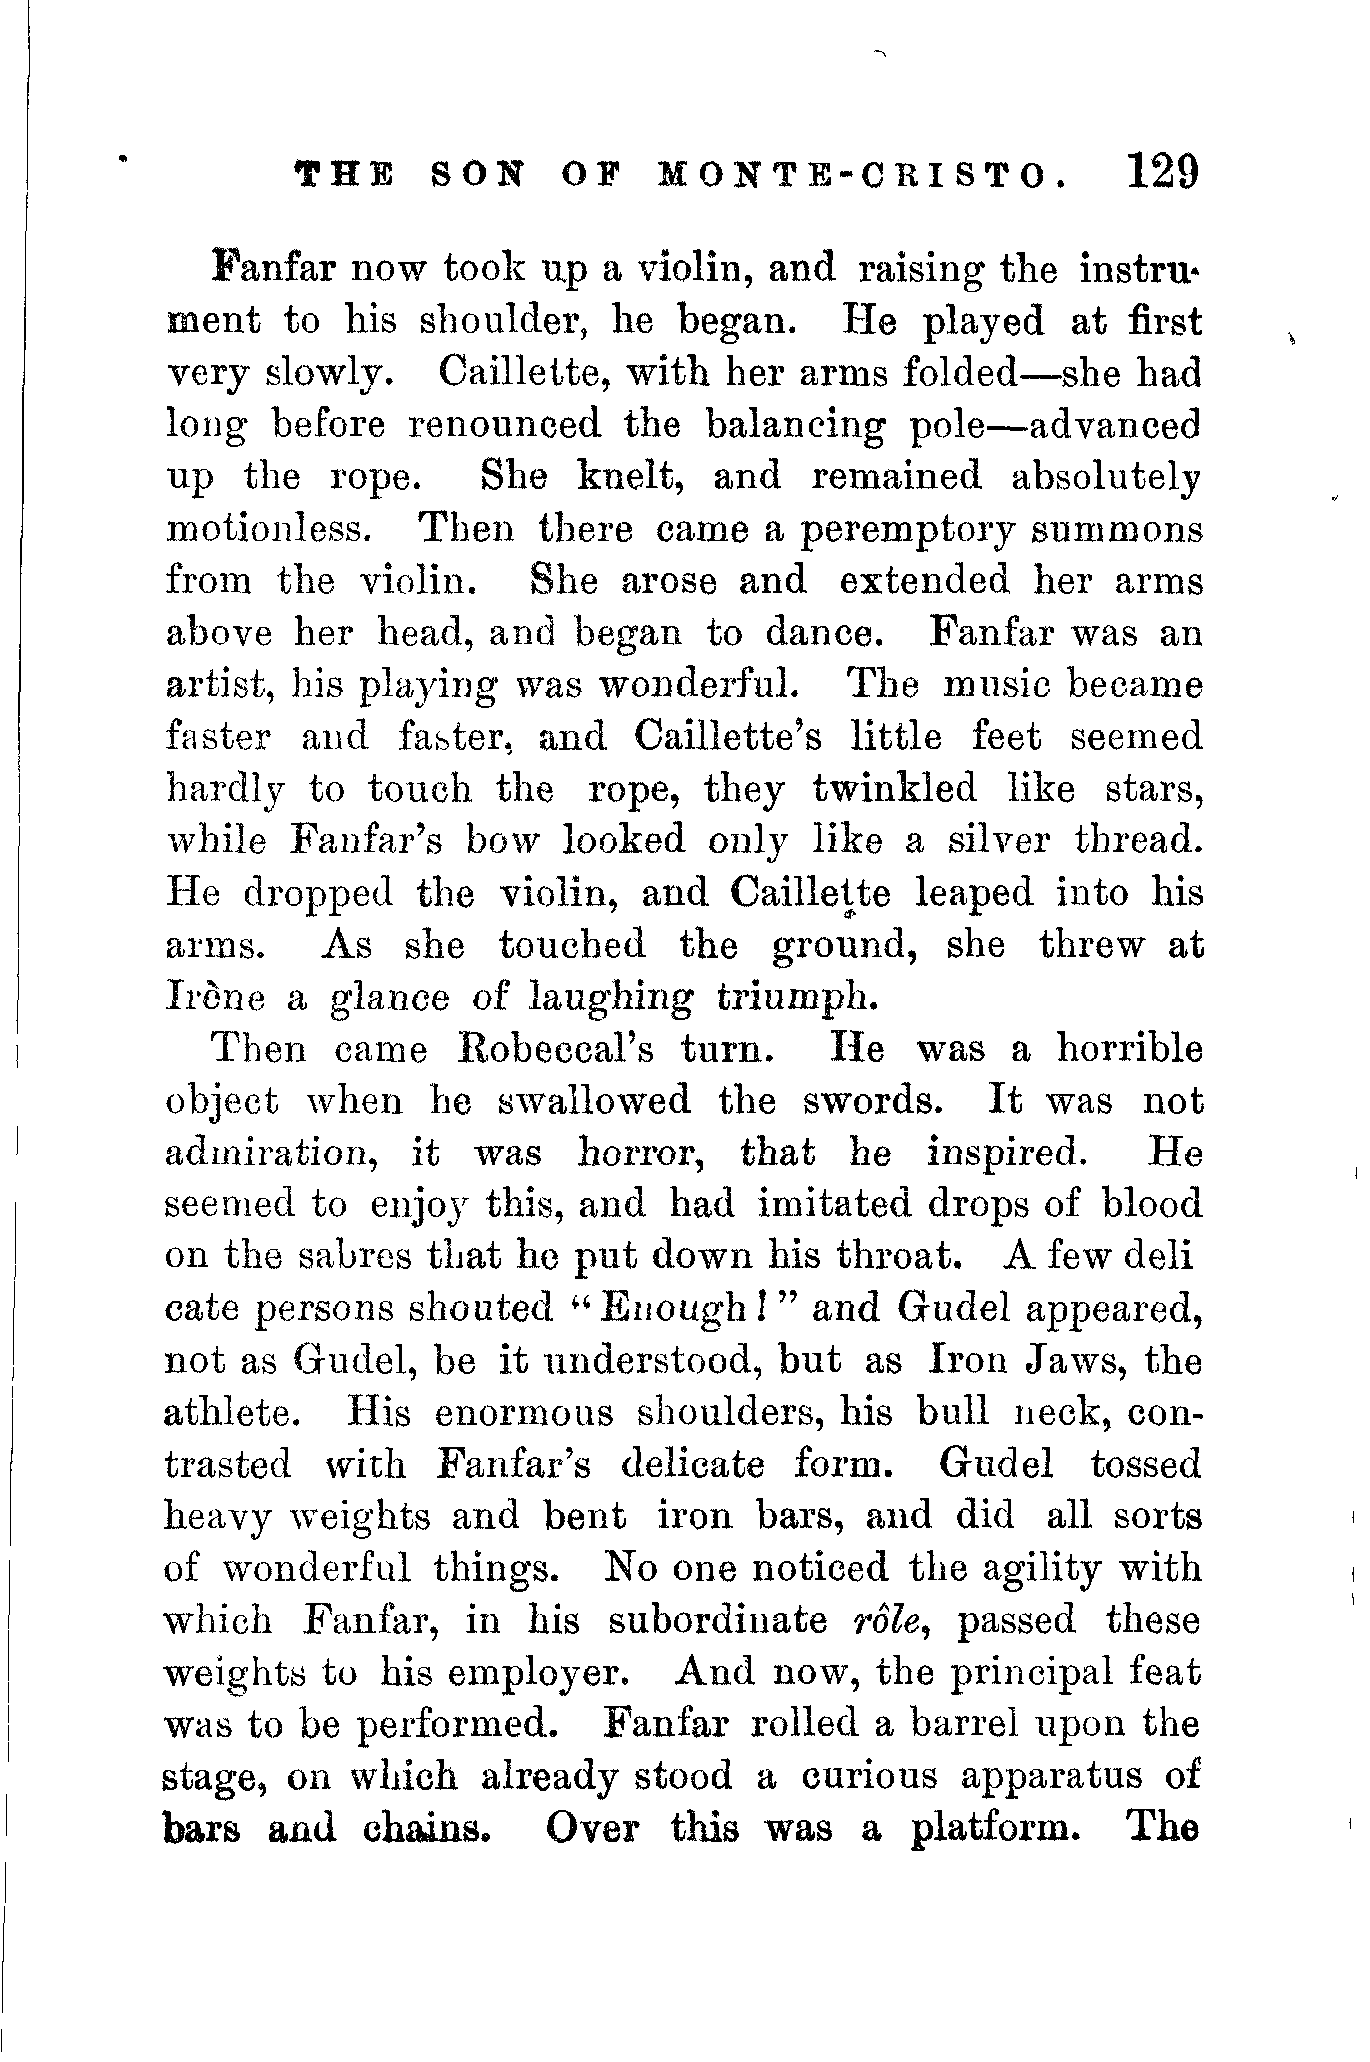 THE SON OF MONTE-CRISTO. 129
Fanfar now took up a violin, and raising the instru-
ment to his shoulder, he began. He played at first
very slowly. Caillette, with her arms folded—she had
long before renounced the balancing pole—advanced
up the rope. She knelt, and remained absolutely
motionless. Then there came a peremptory summons
from the violin. She arose and extended her arms
above her head, and began to dance. Fanfar was an
artist, his playing was wonderful. The music became
faster and faster, and Caillette's little feet seemed
hardly to touch the rope, they twinkled like stars,
while Fanfar's bow looked only like a silver thread.
He dropped the violin, and Caillette leaped into his
arms. As she touched the ground, she threw at
Irène a glance of laughing triumph.
Then came Robeccal's turn. He was a horrible
object when he swallowed the swords. It was not
admiration, it was horror, that he inspired. He
seemed to enjoy this, and had imitated drops of blood
on the sabres that he put down his throat. A few deli
cate persons shouted "Enough!" and Gudel appeared,
not as Gudel, be it understood, but as Iron Jaws, the
athlete. His enormous shoulders, his bull neck, con-
trasted with Fanfar's delicate form. Gudel tossed
heavy weights and bent iron bars, and did all sorts
of wonderful things. No one noticed the agility with
which Fanfar, in his subordinate rôle, passed these
weights to his employer. And now, the principal feat
was to be performed. Fanfar rolled a barrel upon the
stage, on which already stood a curious apparatus of
bars and chains. Over this was a platform. The